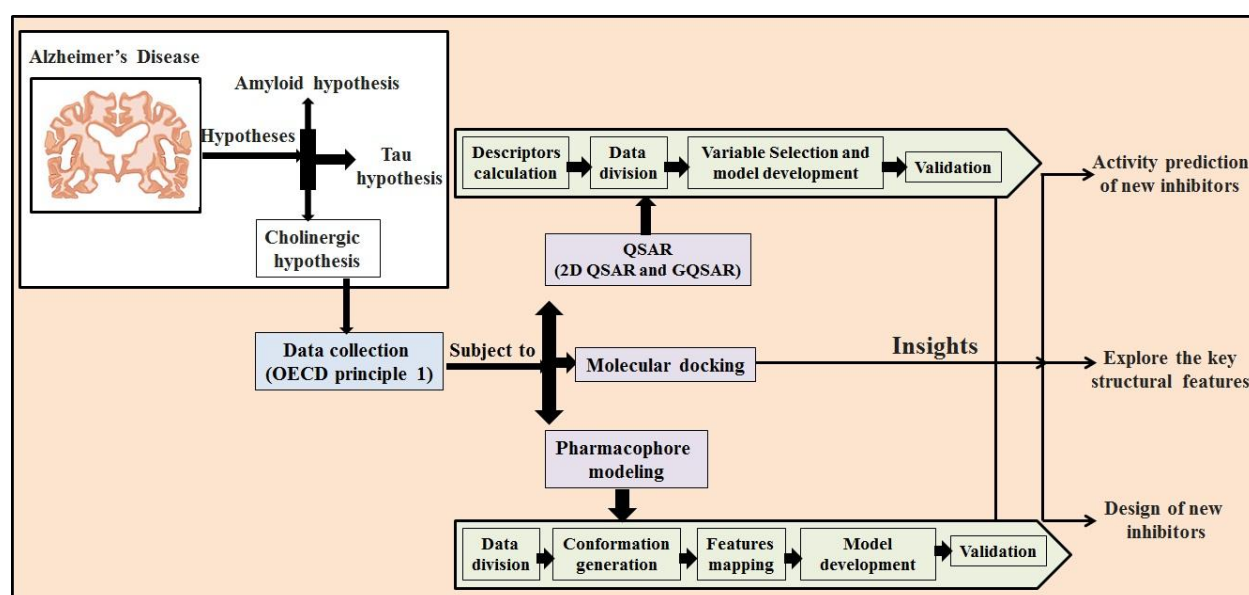 Alzheimer's Disease
Amyloid hypothesis
Hypotheses
Tau
hypothesis
Cholinergic
hypothesis
Descriptors
calculation
Data
division
Variable Selection and
model development
Validation
Activity prediction
of new inhibitors
QSAR
(2D QSAR and GQSAR)
Data collection
(OECD principle 1)
Subject to
Molecular docking
Insights
Explore the key
structural features
Pharmacophore
modeling
Design of new
inhibitors
Data
division
Conformation
generation
Features
mapping
Model
development
Validation